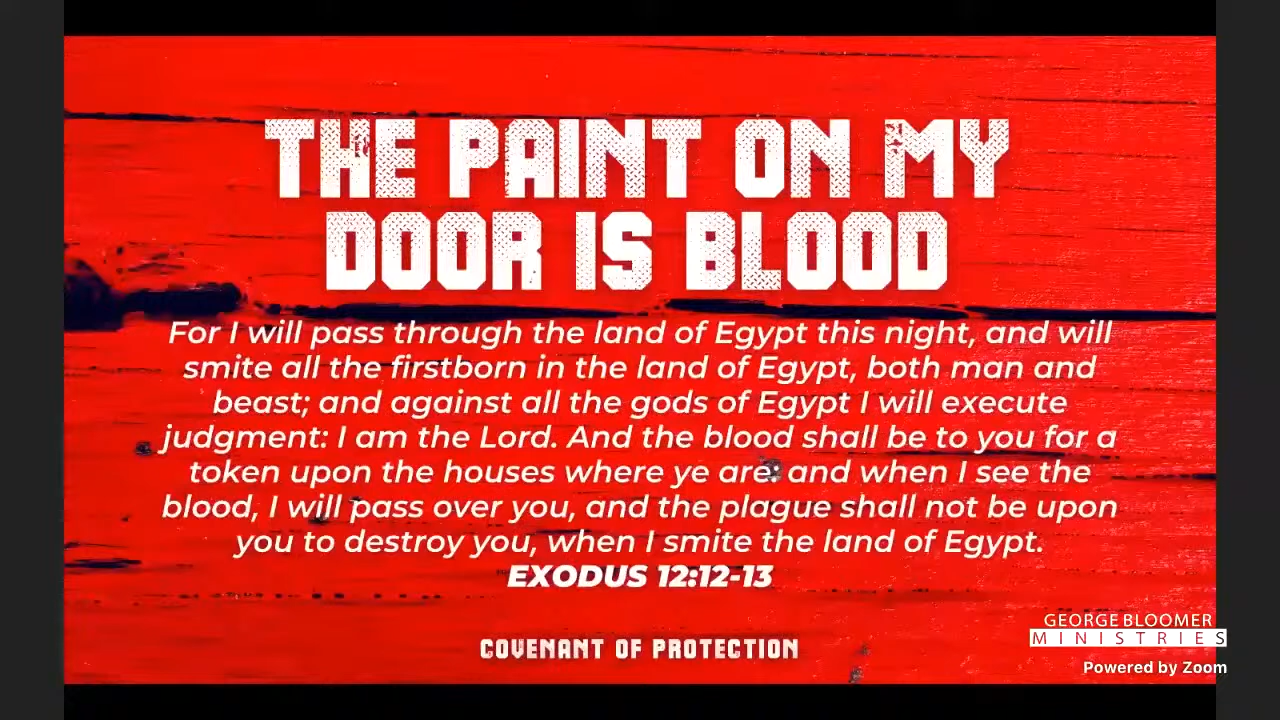 THE PAINT ON MY
DOOR IS BLOOD
For I will pass through the land of Egypt this night, and will
smite all the firstborn in the land of Egypt, both man and
beast; and against all the gods of Egypt I will execute
judgment: I am the Lord. And the blood shall be to you for a
token upon the houses where ye are: and when I see the
blood, I will pass over you, and the plague shall not be upon
you to destroy you, when I smite the land of Egypt.
EXODUS 12:12-13
COVENANT OF PROTECTION
GEORGE BLOOMER
MINISTRIES
Powered by Zoom